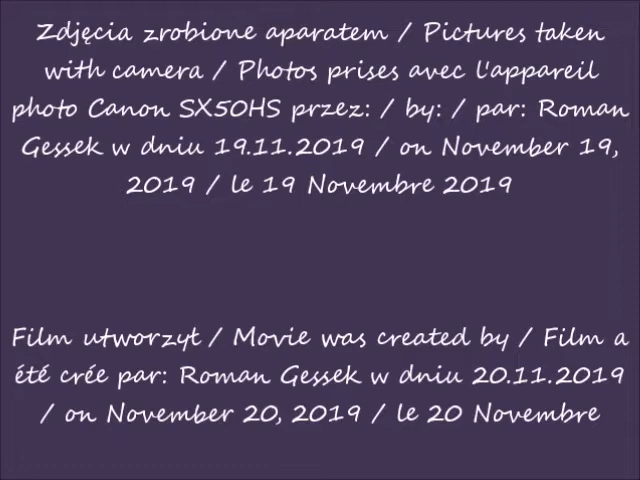 Zdjęcia zrobione aparatem / Pictures taken
with camera / Photos prises avec l'appareil
photo Canon SX50HS przez: / by: / par: Roman
Gessek w dniu 19.11.2019 / on November 19,
2019 / le 19 Novembre 2019
Film utworzył / Movie was created by / Film a
été crée par: Roman Gessek w dniu 20.11.2019
/ on November 20, 2019 / le 20 Novembre